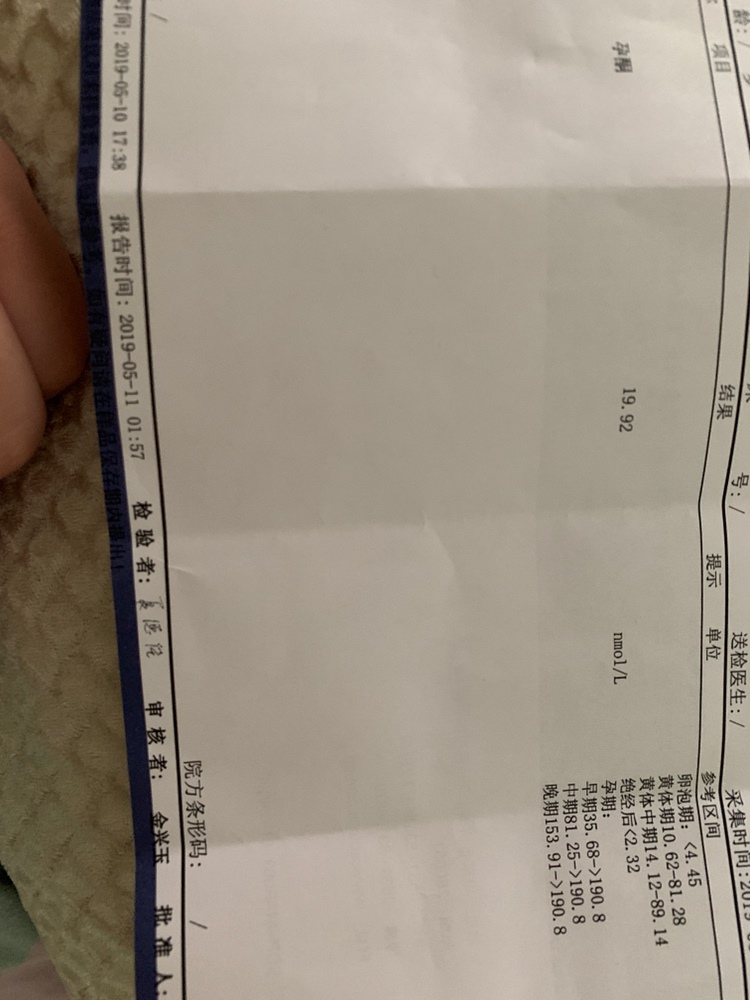 龄: /
号: /
送检医生: /
采集时间:2019
项目 结果 提示 单位 参考区间
孕酮 19.92 nmol/L 卵泡期: <4.45
黄体期10.62-81.28
黄体中期14.12-89.14
绝经后<2.32
孕期:
早期35.68->190.8
中期81.25->190.8
晚期153.91->190.8
院方条形码: /
/
时间: 2019-05-10 17:38 报告时间: 2019-05-11 01:57 检 验 者: 审 核 者: 金兴玉 批 准 人: